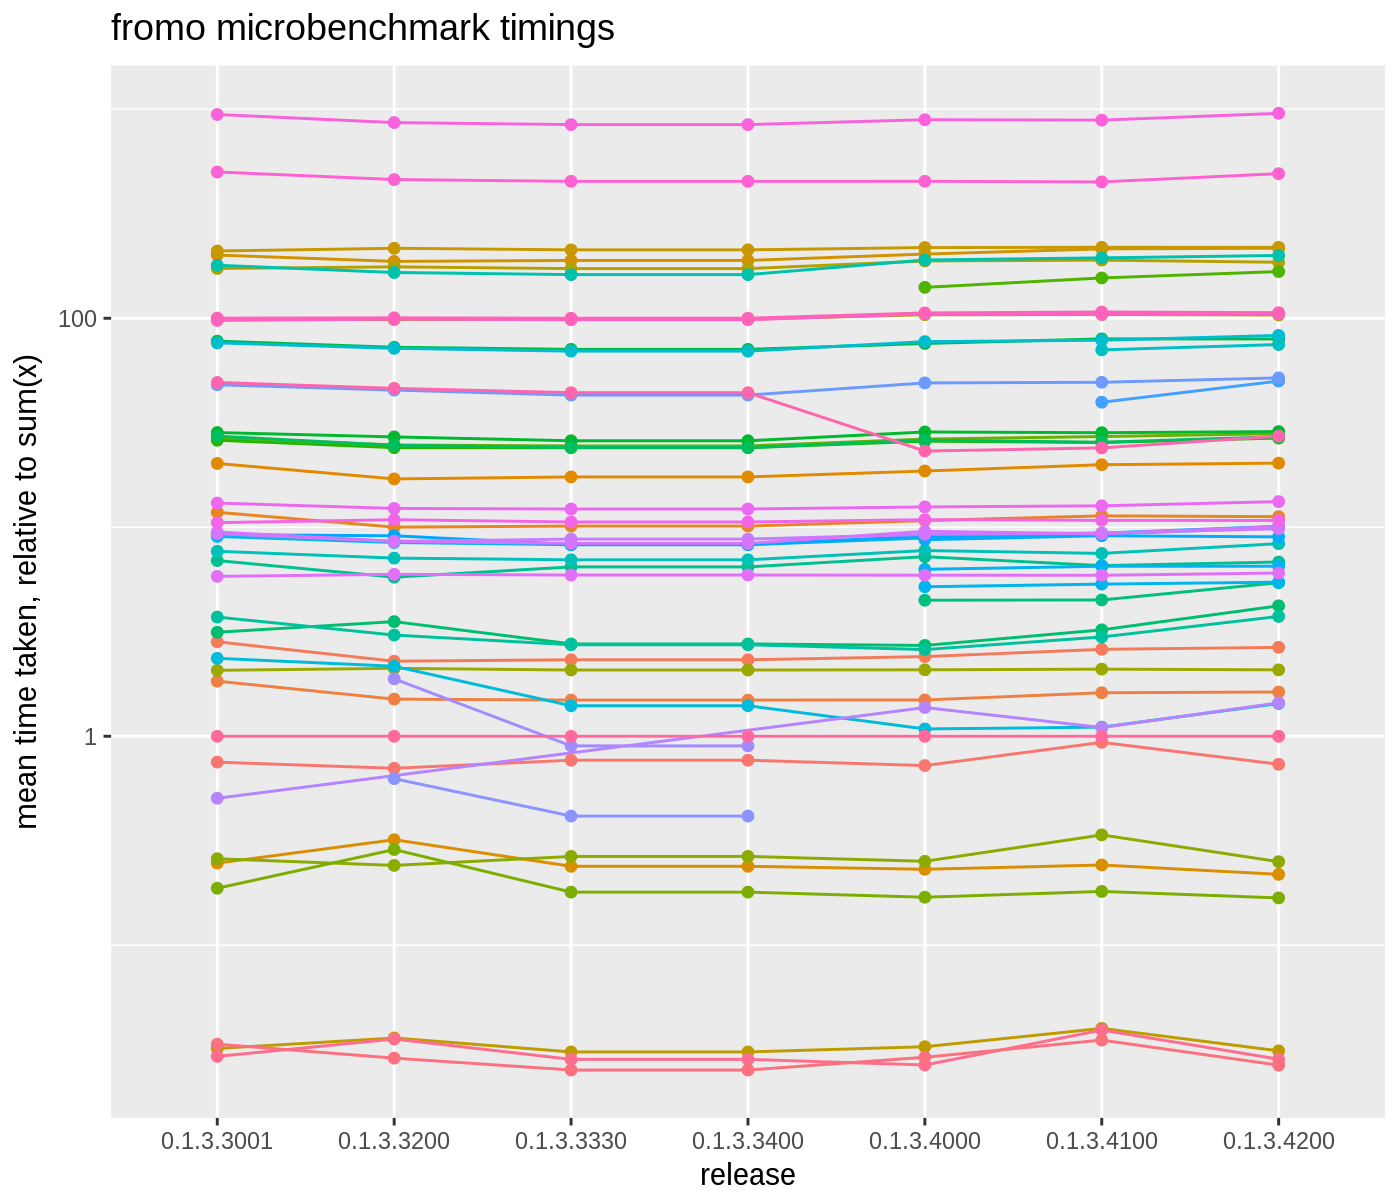 fromo microbenchmark timings
mean time taken, relative to sum(x)
100
1
0.1.3.3001 0.1.3.3200 0.1.3.3330 0.1.3.3400 0.1.3.4000 0.1.3.4100 0.1.3.4200
release